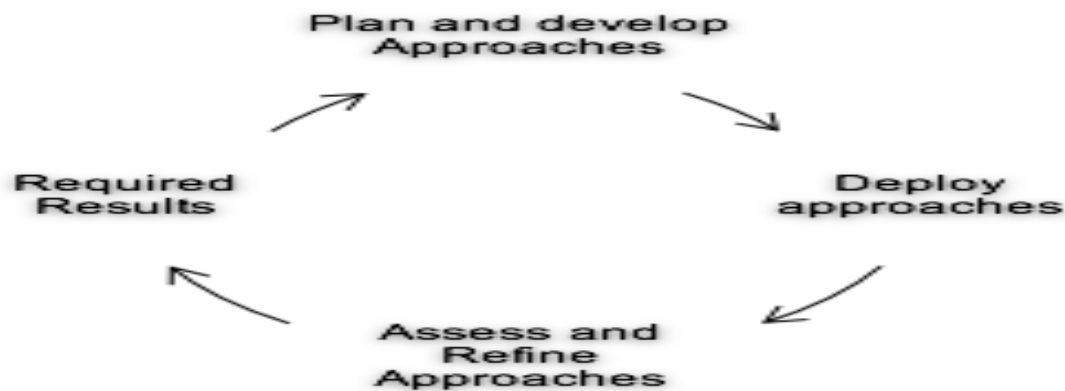 Plan and develop
Approaches
Required
Results
Deploy
approaches
Assess and
Refine
Approaches